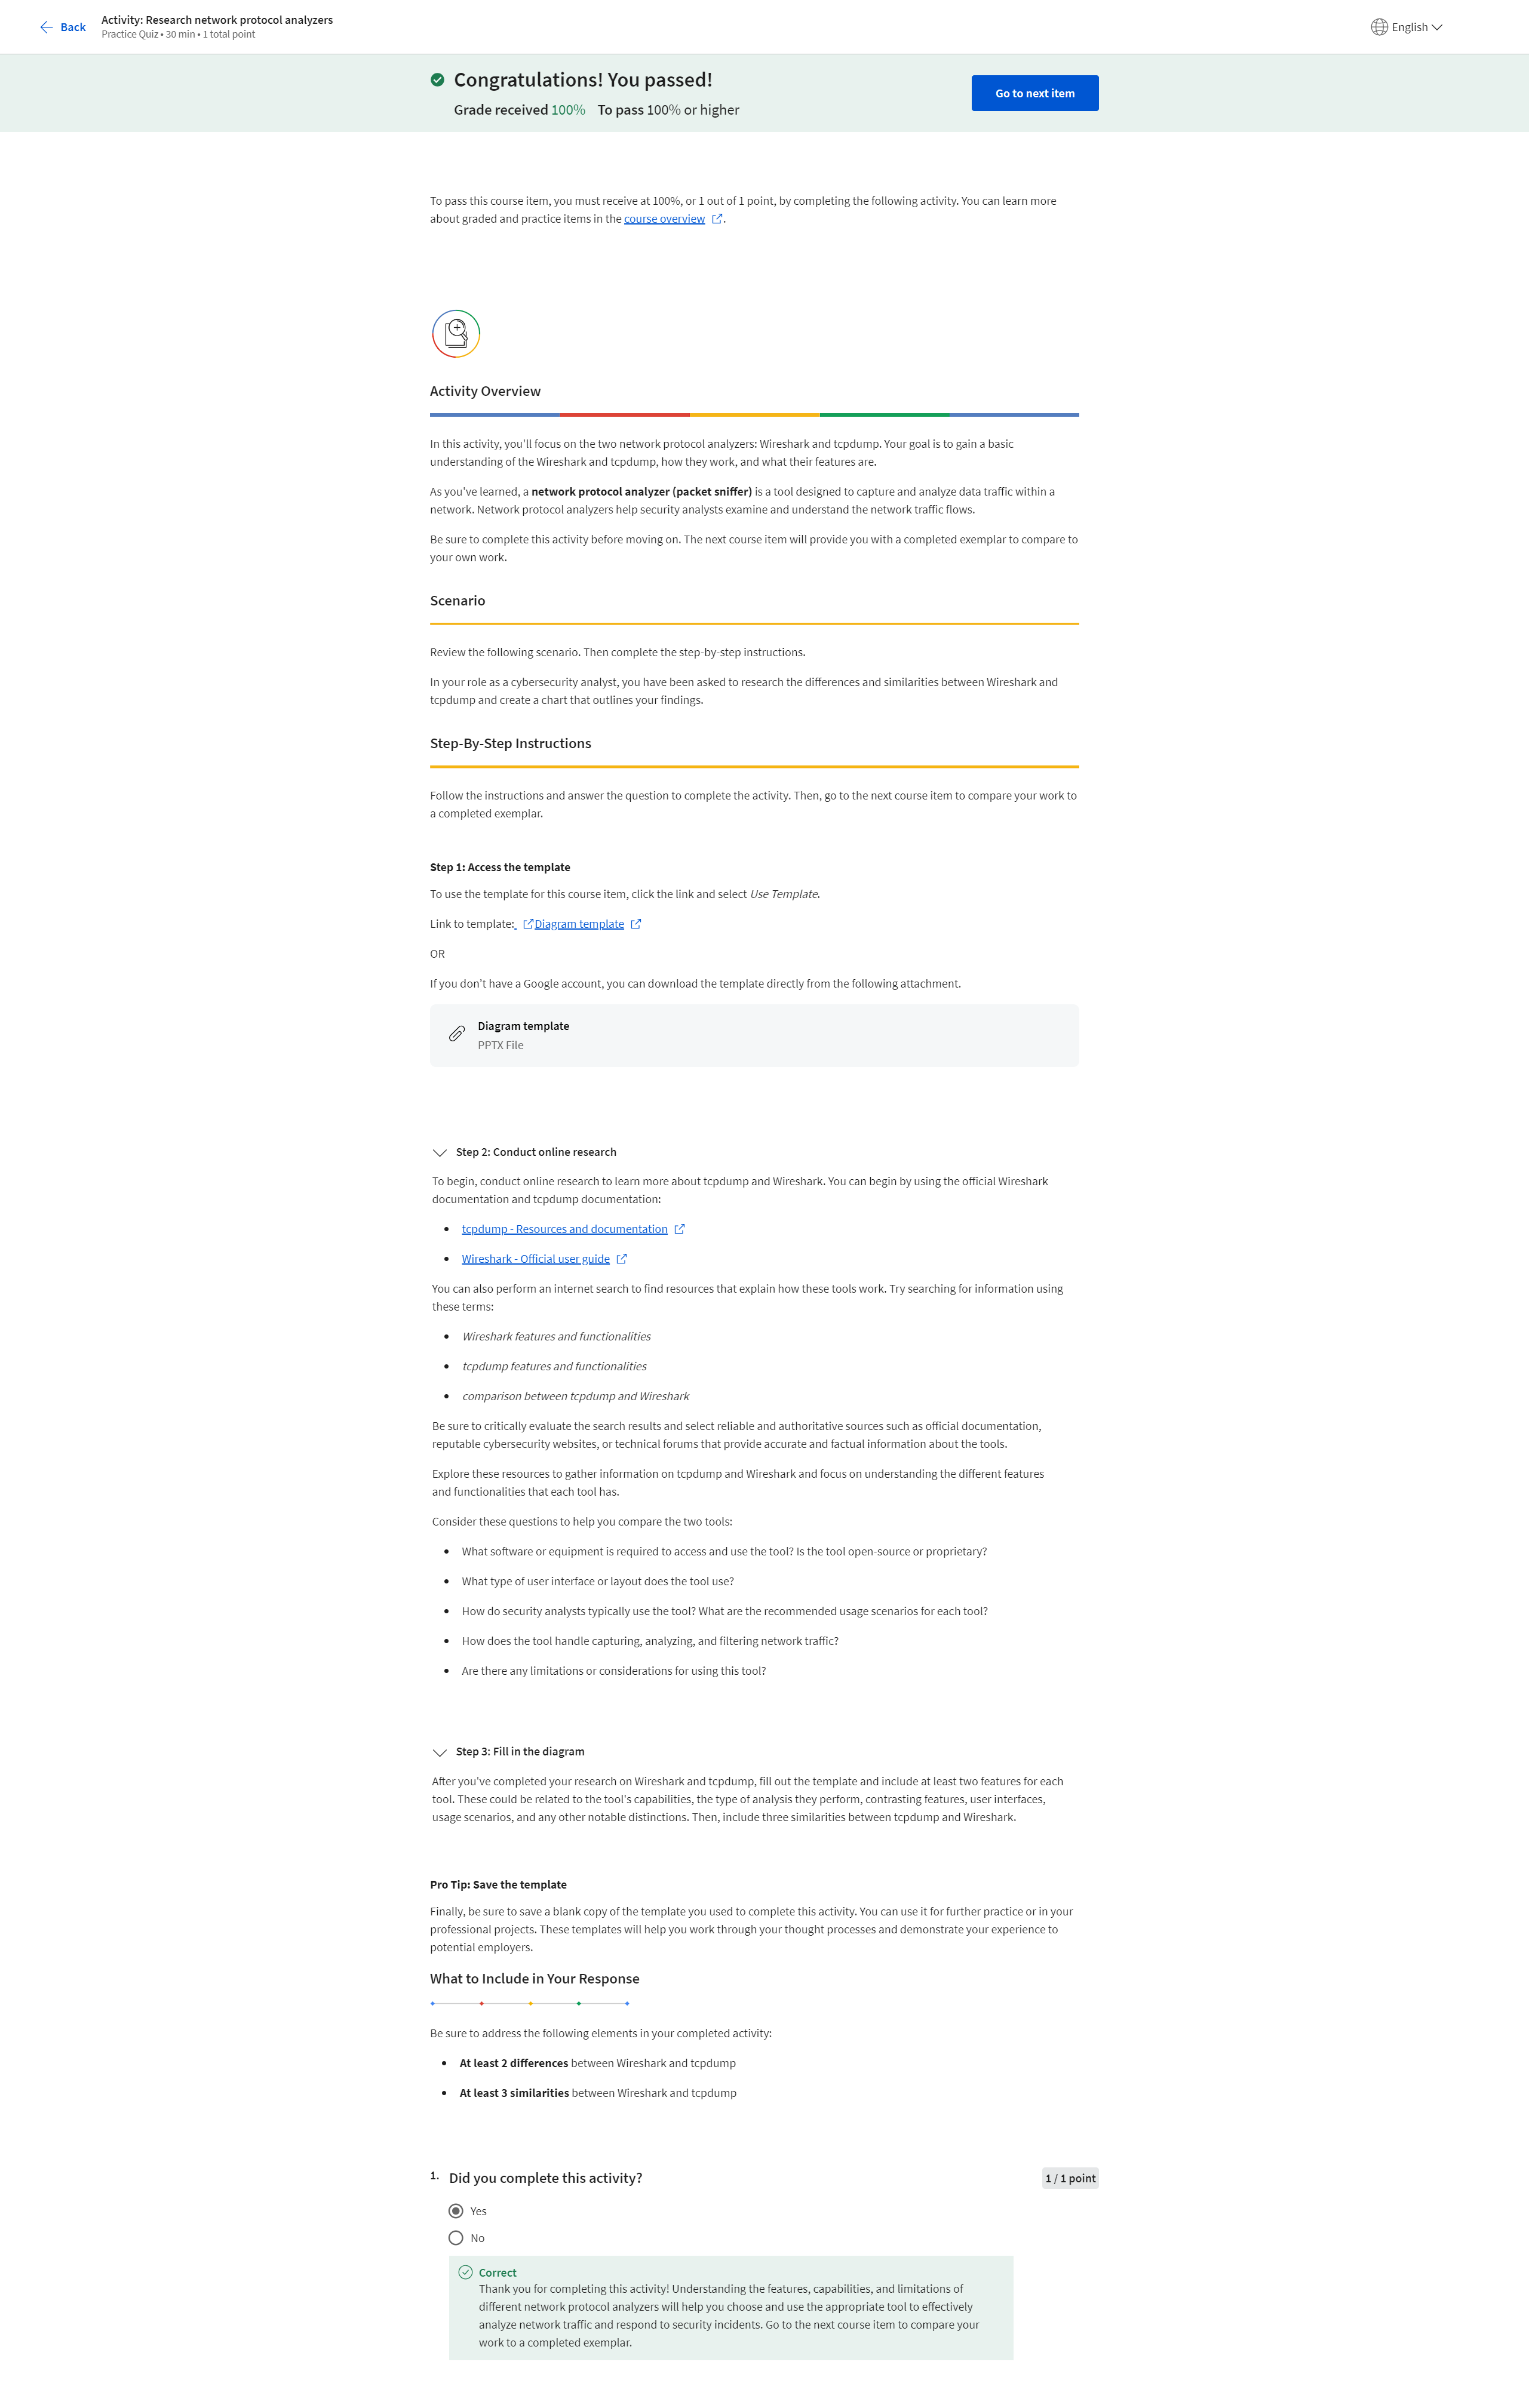 Back
Activity: Research network protocol analyzers
Practice Quiz • 30 min • 1 total point
English
Congratulations! You passed!
Grade received 100% To pass 100% or higher
Go to next item
To pass this course item, you must receive at 100%, or 1 out of 1 point, by completing the following activity. You can learn more
about graded and practice items in the course overview .
Activity Overview
In this activity, you'll focus on the two network protocol analyzers: Wireshark and tcpdump. Your goal is to gain a basic
understanding of the Wireshark and tcpdump, how they work, and what their features are.
As you've learned, a network protocol analyzer (packet sniffer) is a tool designed to capture and analyze data traffic within a
network. Network protocol analyzers help security analysts examine and understand the network traffic flows.
Be sure to complete this activity before moving on. The next course item will provide you with a completed exemplar to compare to
your own work.
Scenario
Review the following scenario. Then complete the step-by-step instructions.
In your role as a cybersecurity analyst, you have been asked to research the differences and similarities between Wireshark and
tcpdump and create a chart that outlines your findings.
Step-By-Step Instructions
Follow the instructions and answer the question to complete the activity. Then, go to the next course item to compare your work to
a completed exemplar.
Step 1: Access the template
To use the template for this course item, click the link and select Use Template.
Link to template: Diagram template
OR
If you don't have a Google account, you can download the template directly from the following attachment.
Diagram template
PPTX File
Step 2: Conduct online research
To begin, conduct online research to learn more about tcpdump and Wireshark. You can begin by using the official Wireshark
documentation and tcpdump documentation:
• tcpdump - Resources and documentation
• Wireshark - Official user guide
You can also perform an internet search to find resources that explain how these tools work. Try searching for information using
these terms:
• Wireshark features and functionalities
• tcpdump features and functionalities
• comparison between tcpdump and Wireshark
Be sure to critically evaluate the search results and select reliable and authoritative sources such as official documentation,
reputable cybersecurity websites, or technical forums that provide accurate and factual information about the tools.
Explore these resources to gather information on tcpdump and Wireshark and focus on understanding the different features
and functionalities that each tool has.
Consider these questions to help you compare the two tools:
• What software or equipment is required to access and use the tool? Is the tool open-source or proprietary?
• What type of user interface or layout does the tool use?
• How do security analysts typically use the tool? What are the recommended usage scenarios for each tool?
• How does the tool handle capturing, analyzing, and filtering network traffic?
• Are there any limitations or considerations for using this tool?
Step 3: Fill in the diagram
After you've completed your research on Wireshark and tcpdump, fill out the template and include at least two features for each
tool. These could be related to the tool's capabilities, the type of analysis they perform, contrasting features, user interfaces,
usage scenarios, and any other notable distinctions. Then, include three similarities between tcpdump and Wireshark.
Pro Tip: Save the template
Finally, be sure to save a blank copy of the template you used to complete this activity. You can use it for further practice or in your
professional projects. These templates will help you work through your thought processes and demonstrate your experience to
potential employers.
What to Include in Your Response
Be sure to address the following elements in your completed activity:
• At least 2 differences between Wireshark and tcpdump
• At least 3 similarities between Wireshark and tcpdump
1. Did you complete this activity?
1 / 1 point
Yes
No
Correct
Thank you for completing this activity! Understanding the features, capabilities, and limitations of
different network protocol analyzers will help you choose and use the appropriate tool to effectively
analyze network traffic and respond to security incidents. Go to the next course item to compare your
work to a completed exemplar.